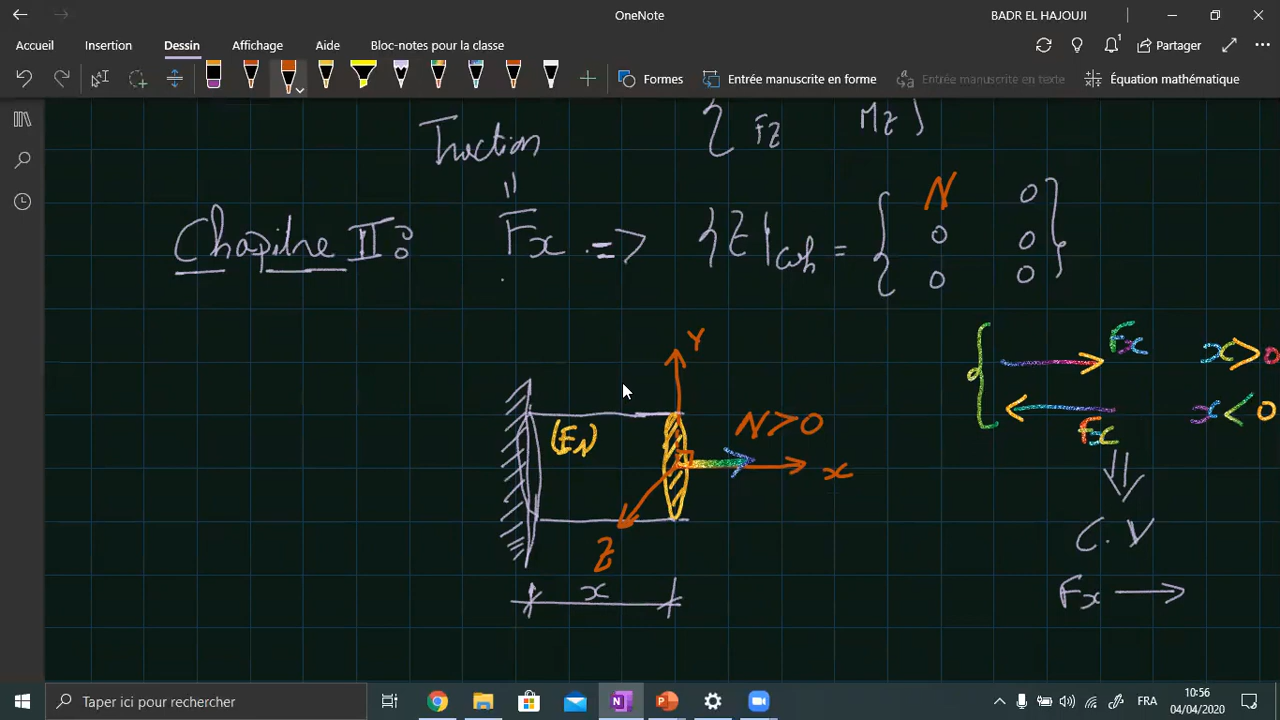 OneNote
BADR EL HAJOUJI
Accueil Insertion Dessin Affichage Aide Bloc-notes pour la classe Partager
Formes Entrée manuscrite en forme Entrée manuscrite en texte Équation mathématique
Traction
{ Fz Mz }
=
Chapitre II: Fx => {Z}coh = { N 0
0 0
0 0 }
{ Fx x>0
Fx x<0
Y
(E1)
N>0
x
Z
x
C.V
Fx →
Taper ici pour rechercher
FRA
10:56
04/04/2020